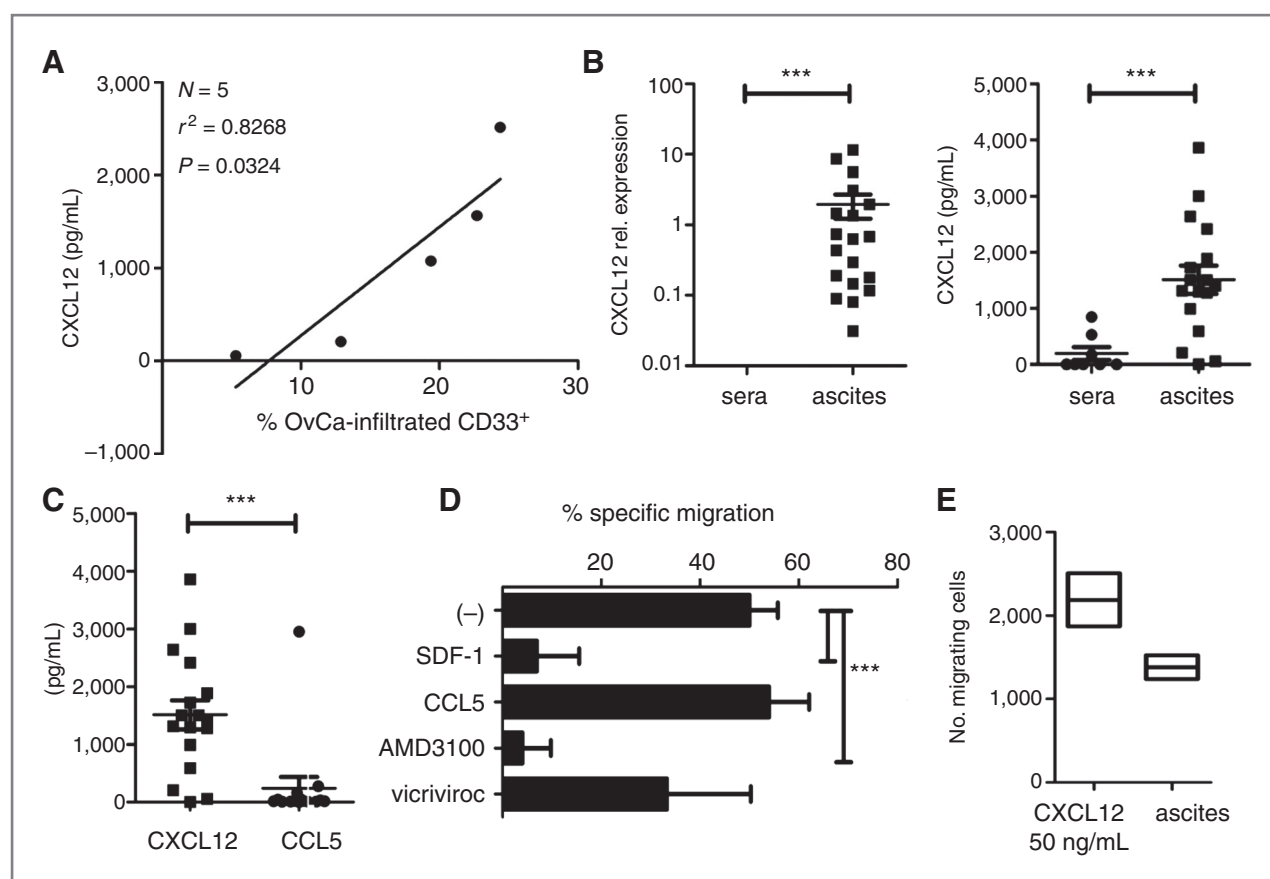 A
3,000
2,000
1,000
0
−1,000
CXCL12 (pg/mL)
N = 5
r² = 0.8268
P = 0.0324
10
20
30
% OvCa-infiltrated CD33⁺
B
100
10
1
0.1
0.01
CXCL12 rel. expression
***
sera
ascites
5,000
4,000
3,000
2,000
1,000
0
CXCL12 (pg/mL)
***
sera
ascites
C
5,000
4,000
3,000
2,000
1,000
0
(pg/mL)
***
CXCL12
CCL5
D
% specific migration
20
40
60
80
(–)
SDF-1
CCL5
AMD3100
vicriviroc
***
E
3,000
2,000
1,000
0
No. migrating cells
CXCL12
50 ng/mL
ascites